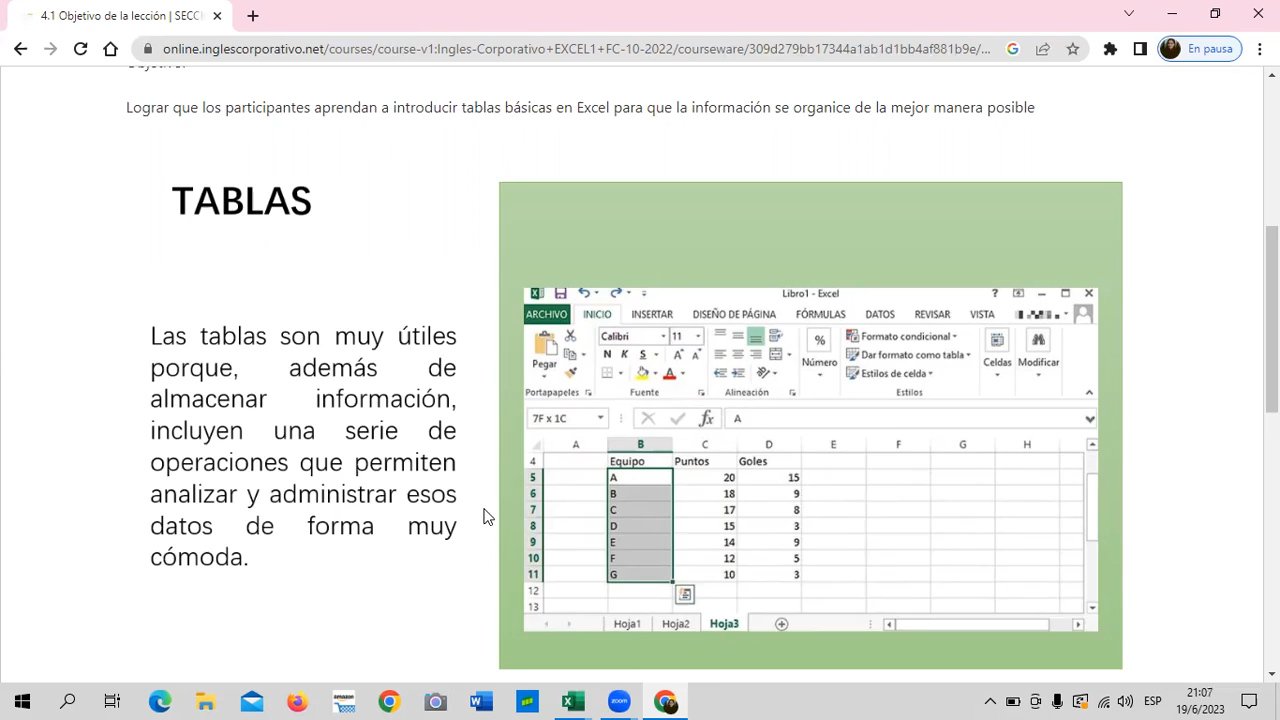 4.1 Objetivo de la lección | SECC
online.inglescorporativo.net/courses/course-v1:Ingles-Corporativo+EXCEL1+FC-10-2022/courseware/309d279bb17344a1ab1d1bb4af881b9e/...
En pausa
Lograr que los participantes aprendan a introducir tablas básicas en Excel para que la información se organice de la mejor manera posible
TABLAS
Las tablas son muy útiles
porque, además de
almacenar información,
incluyen una serie de
operaciones que permiten
analizar y administrar esos
datos de forma muy
cómoda.
Libro1 - Excel
ARCHIVO INICIO INSERTAR DISEÑO DE PÁGINA FÓRMULAS DATOS REVISAR VISTA
Calibri 11
Pegar
N K S
Número
Formato condicional
Dar formato como tabla
Estilos de celda
Celdas
Modificar
Portapapeles Fuente Alineación Estilos
7F x 1C fx A
A B C D E F G H
4 Equipo Puntos Goles
5 A 20 15
6 B 18 9
7 C 17 8
8 D 15 3
9 E 14 9
10 F 12 5
11 G 10 3
12
13
Hoja1 Hoja2 Hoja3
amazon
zoom
ESP
21:07
19/6/2023